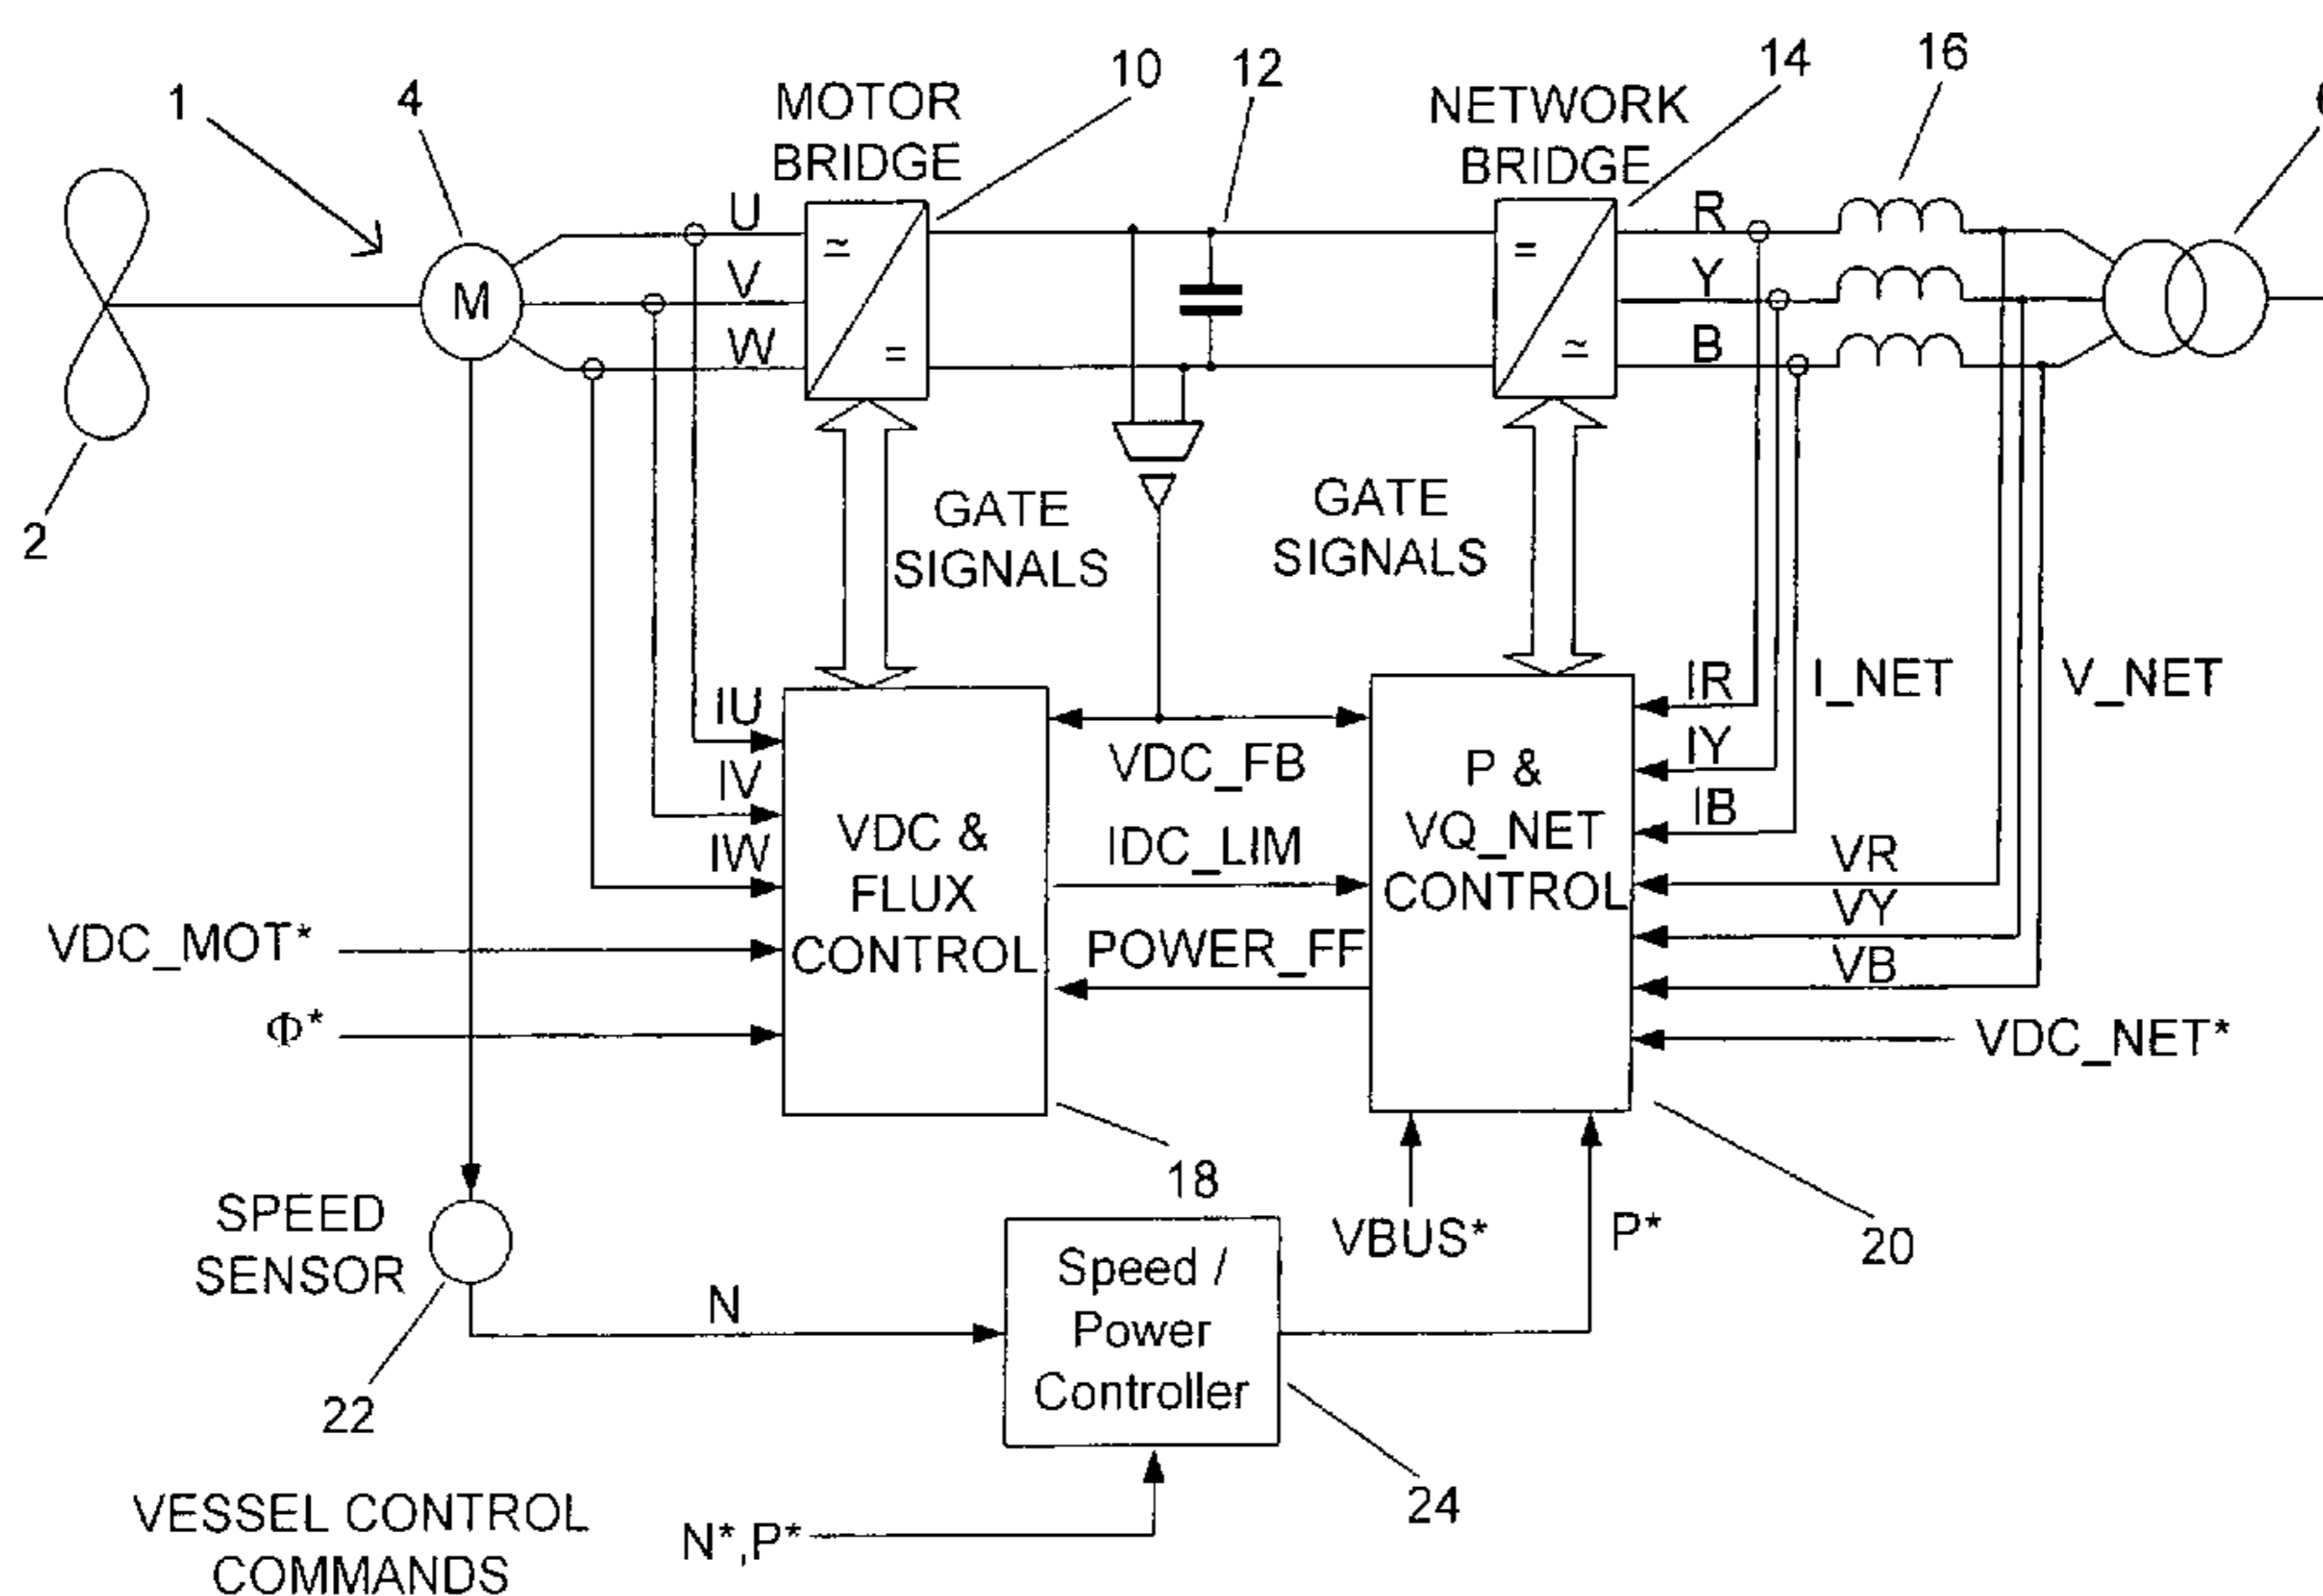 1
4
MOTOR
BRIDGE
10
12
NETWORK
BRIDGE
14
16
U
V
W
M
R
Y
B
2
GATE
SIGNALS
GATE
SIGNALS
IU
IV
IW
VDC &
FLUX
CONTROL
VDC_FB
IDC_LIM
POWER_FF
P &
VQ_NET
CONTROL
IR
IY
IB
I_NET
V_NET
VR
VY
VB
VDC_MOT*
Φ*
VDC_NET*
18
20
SPEED
SENSOR
22
N
Speed /
Power
Controller
VBUS*
P*
24
VESSEL CONTROL
COMMANDS
N*,P*